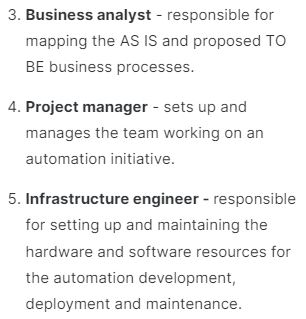 3. Business analyst - responsible for
mapping the AS IS and proposed TO
BE business processes.
4. Project manager - sets up and
manages the team working on an
automation initiative.
5. Infrastructure engineer - responsible
for setting up and maintaining the
hardware and software resources for
the automation development,
deployment and maintenance.